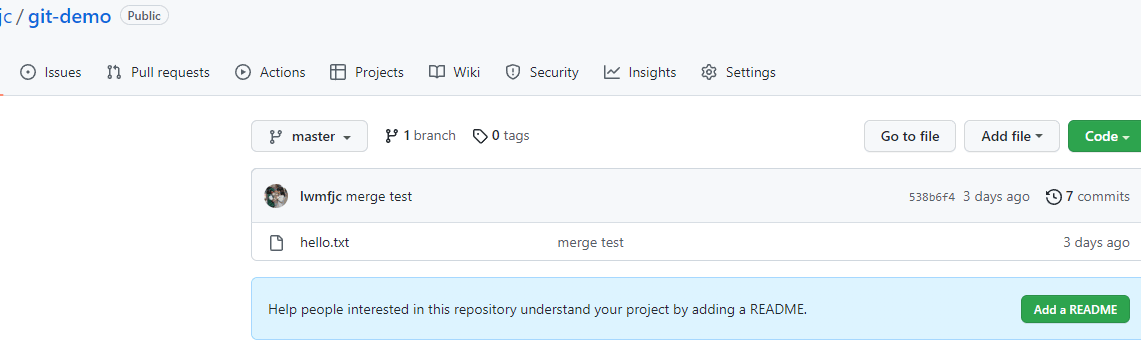 jc / git-demo Public
Issues Pull requests Actions Projects Wiki Security Insights Settings
master 1 branch 0 tags Go to file Add file Code
lwmfjc merge test 538b6f4 3 days ago 7 commits
hello.txt merge test 3 days ago
Help people interested in this repository understand your project by adding a README. Add a README